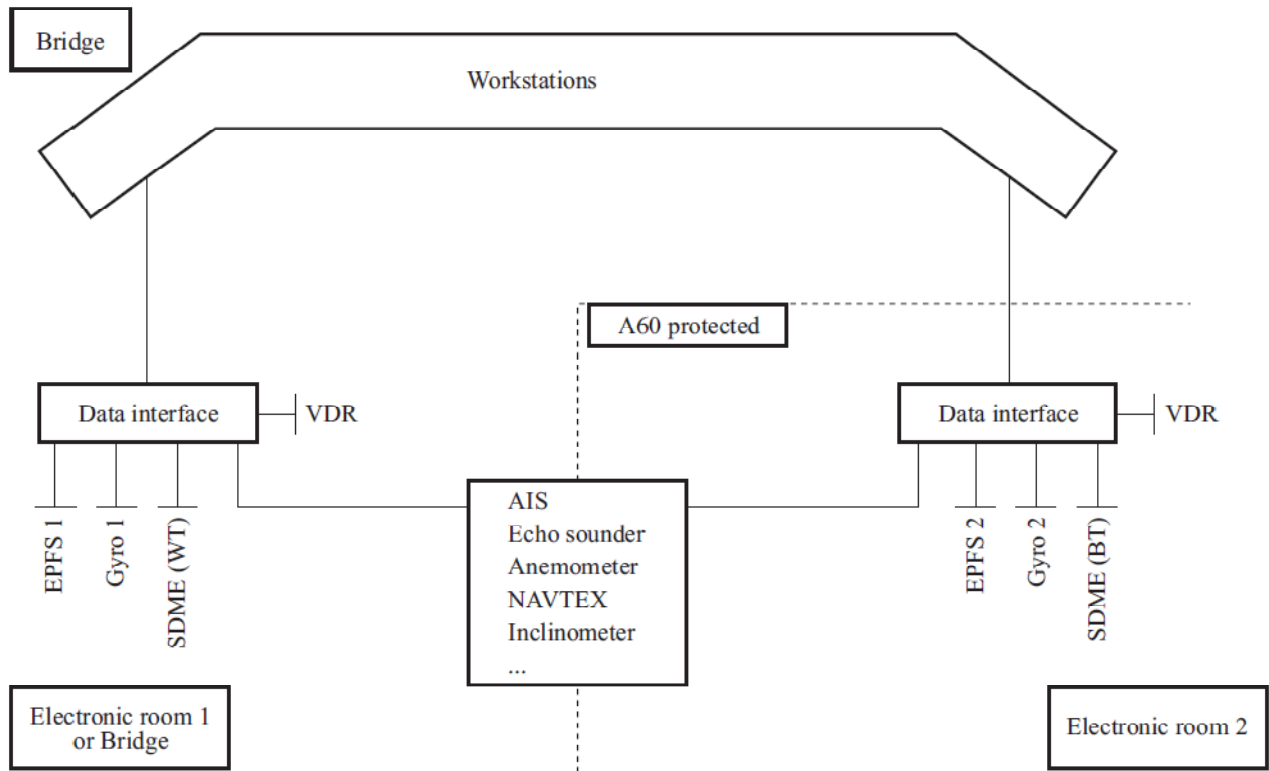 Bridge
Workstations
A60 protected
Data interface
VDR
Data interface
VDR
EPFS 1
Gyro 1
SDME (WT)
AIS
Echo sounder
Anemometer
NAVTEX
Inclinometer
...
EPFS 2
Gyro 2
SDME (BT)
Electronic room 1
or Bridge
Electronic room 2